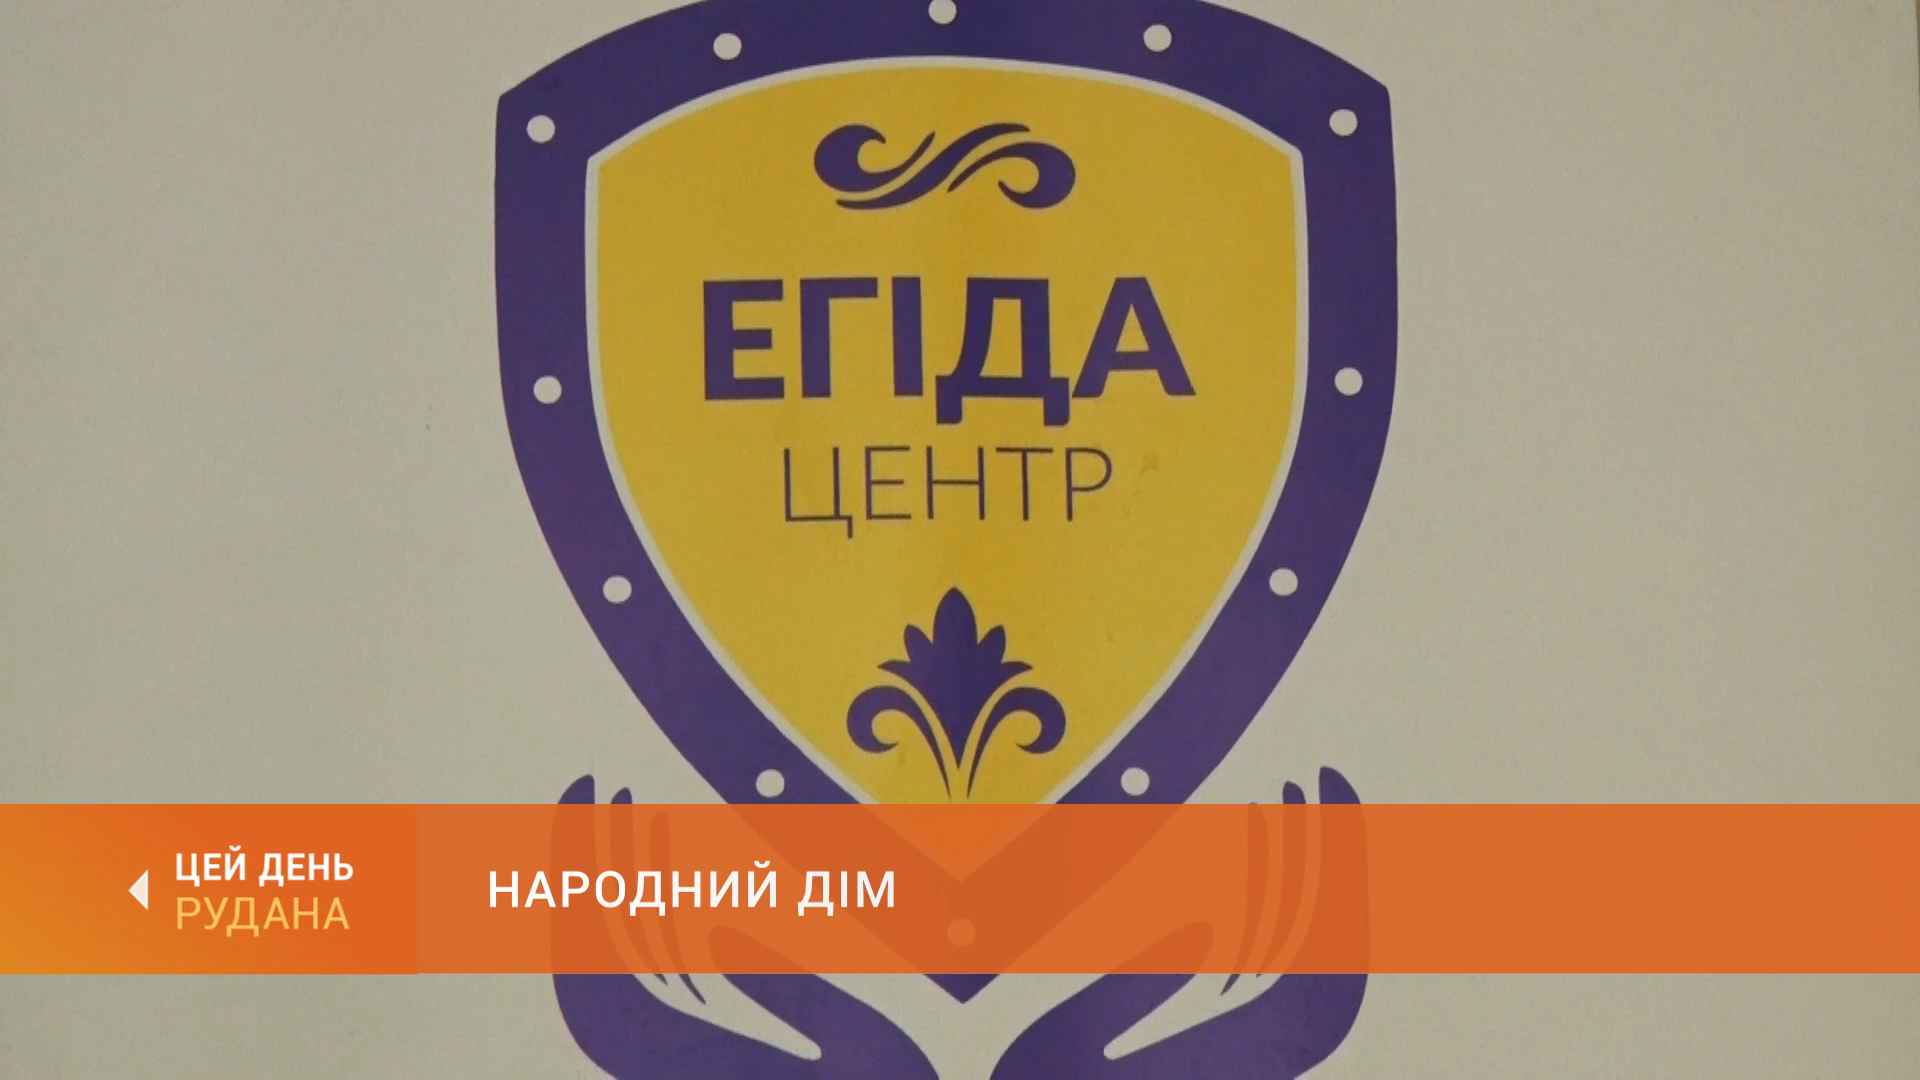 ЕГІДА
ЦЕНТР
ЦЕЙ ДЕНЬ
РУДАНА
НАРОДНИЙ ДІМ